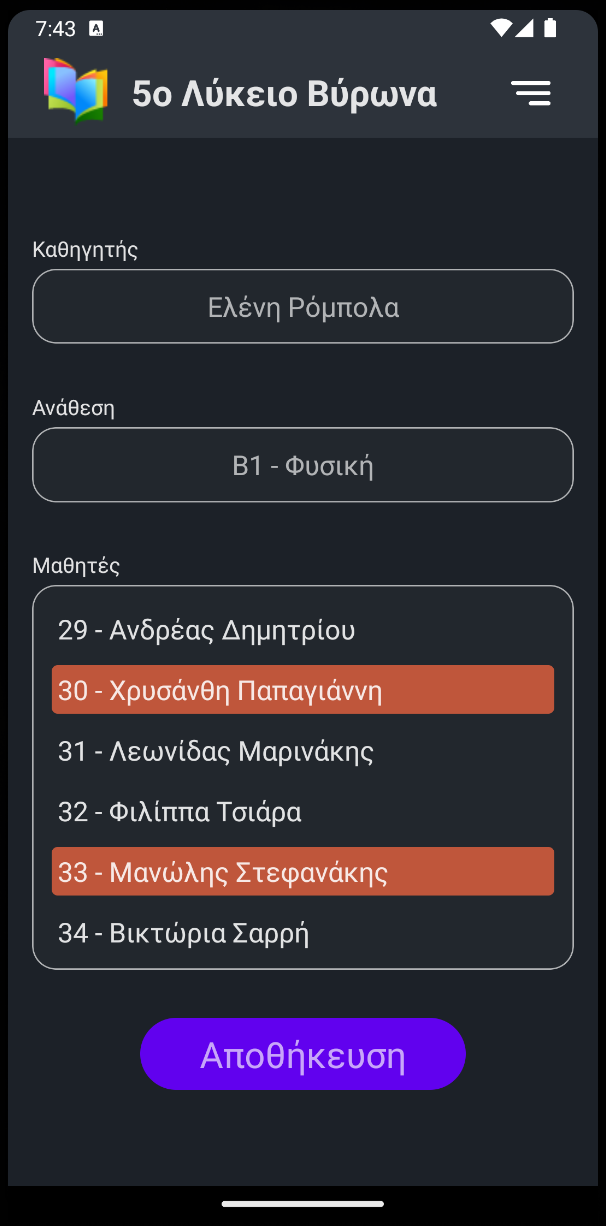 7:43
5ο Λύκειο Βύρωνα
Καθηγητής
Ελένη Ρόμπολα
Ανάθεση
Β1 - Φυσική
Μαθητές
29 - Ανδρέας Δημητρίου
30 - Χρυσάνθη Παπαγιάννη
31 - Λεωνίδας Μαρινάκης
32 - Φιλίππα Τσιάρα
33 - Μανώλης Στεφανάκης
34 - Βικτώρια Σαρρή
Αποθήκευση